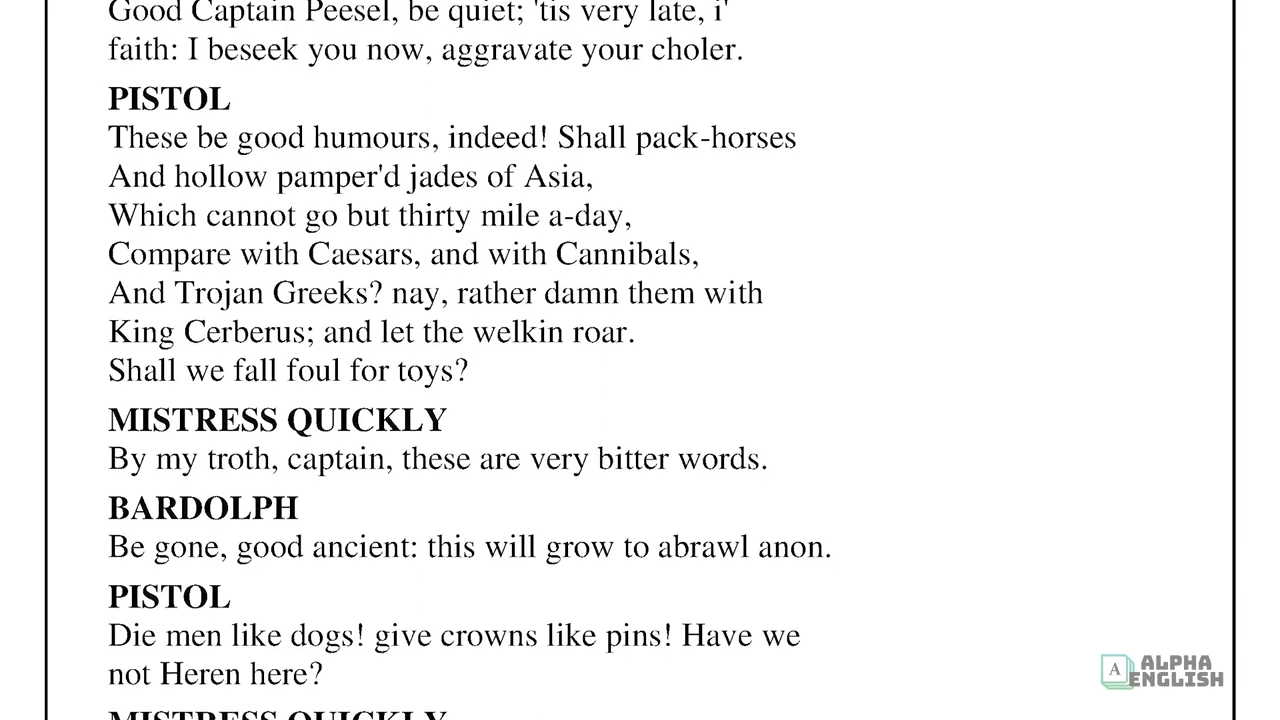 Good Captain Peesel, be quiet; 'tis very late, i'
faith: I beseek you now, aggravate your choler.
PISTOL
These be good humours, indeed! Shall pack-horses
And hollow pamper'd jades of Asia,
Which cannot go but thirty mile a-day,
Compare with Caesars, and with Cannibals,
And Trojan Greeks? nay, rather damn them with
King Cerberus; and let the welkin roar.
Shall we fall foul for toys?
MISTRESS QUICKLY
By my troth, captain, these are very bitter words.
BARDOLPH
Be gone, good ancient: this will grow to abrawl anon.
PISTOL
Die men like dogs! give crowns like pins! Have we
not Heren here?
MISTRESS QUICKLY
A ALPHA
ENGLISH